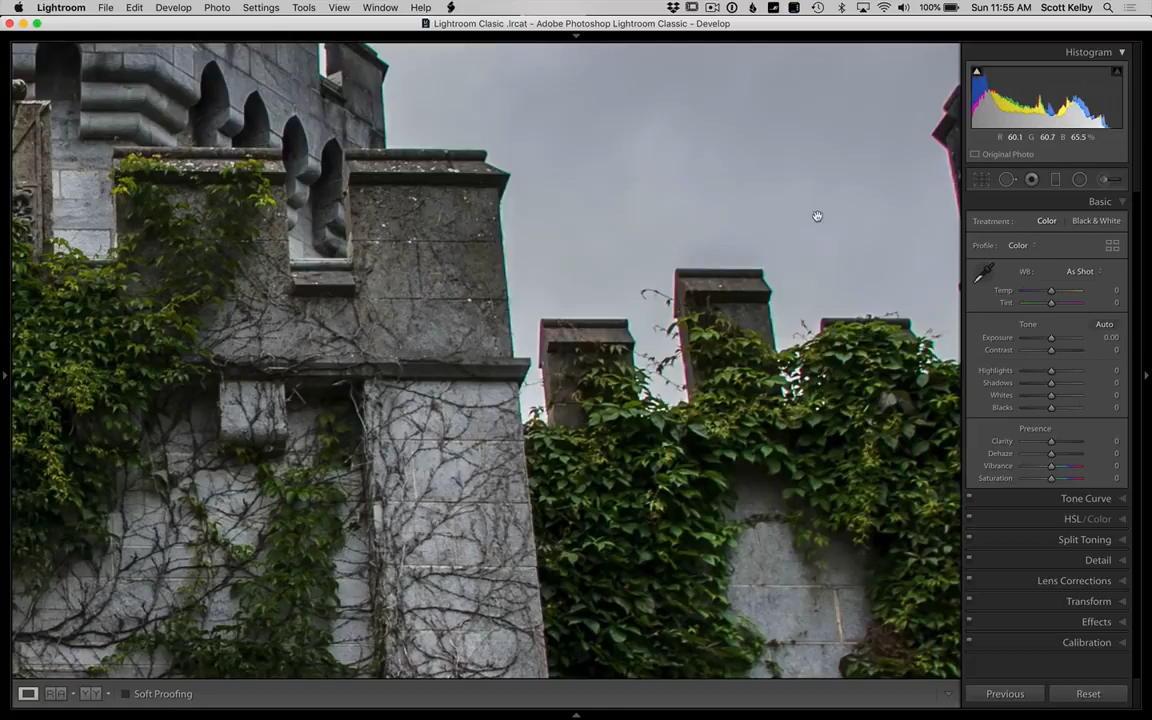 Lightroom File Edit Develop Photo Settings Tools View Window Help 100% Sun 11:55 AM Scott Kelby
Lightroom Clasic .lrcat - Adobe Photoshop Lightroom Classic - Develop
Histogram
R 60.1 G 60.7 B 65.5 %
Original Photo
Basic
Treatment : Color Black & White
Profile : Color
WB : As Shot
Temp 0
Tint 0
Tone Auto
Exposure 0.00
Contrast 0
Highlights 0
Shadows 0
Whites 0
Blacks 0
Presence
Clarity 0
Dehaze 0
Vibrance 0
Saturation 0
Tone Curve
HSL / Color
Split Toning
Detail
Lens Corrections
Transform
Effects
Calibration
RA YY Soft Proofing Previous Reset